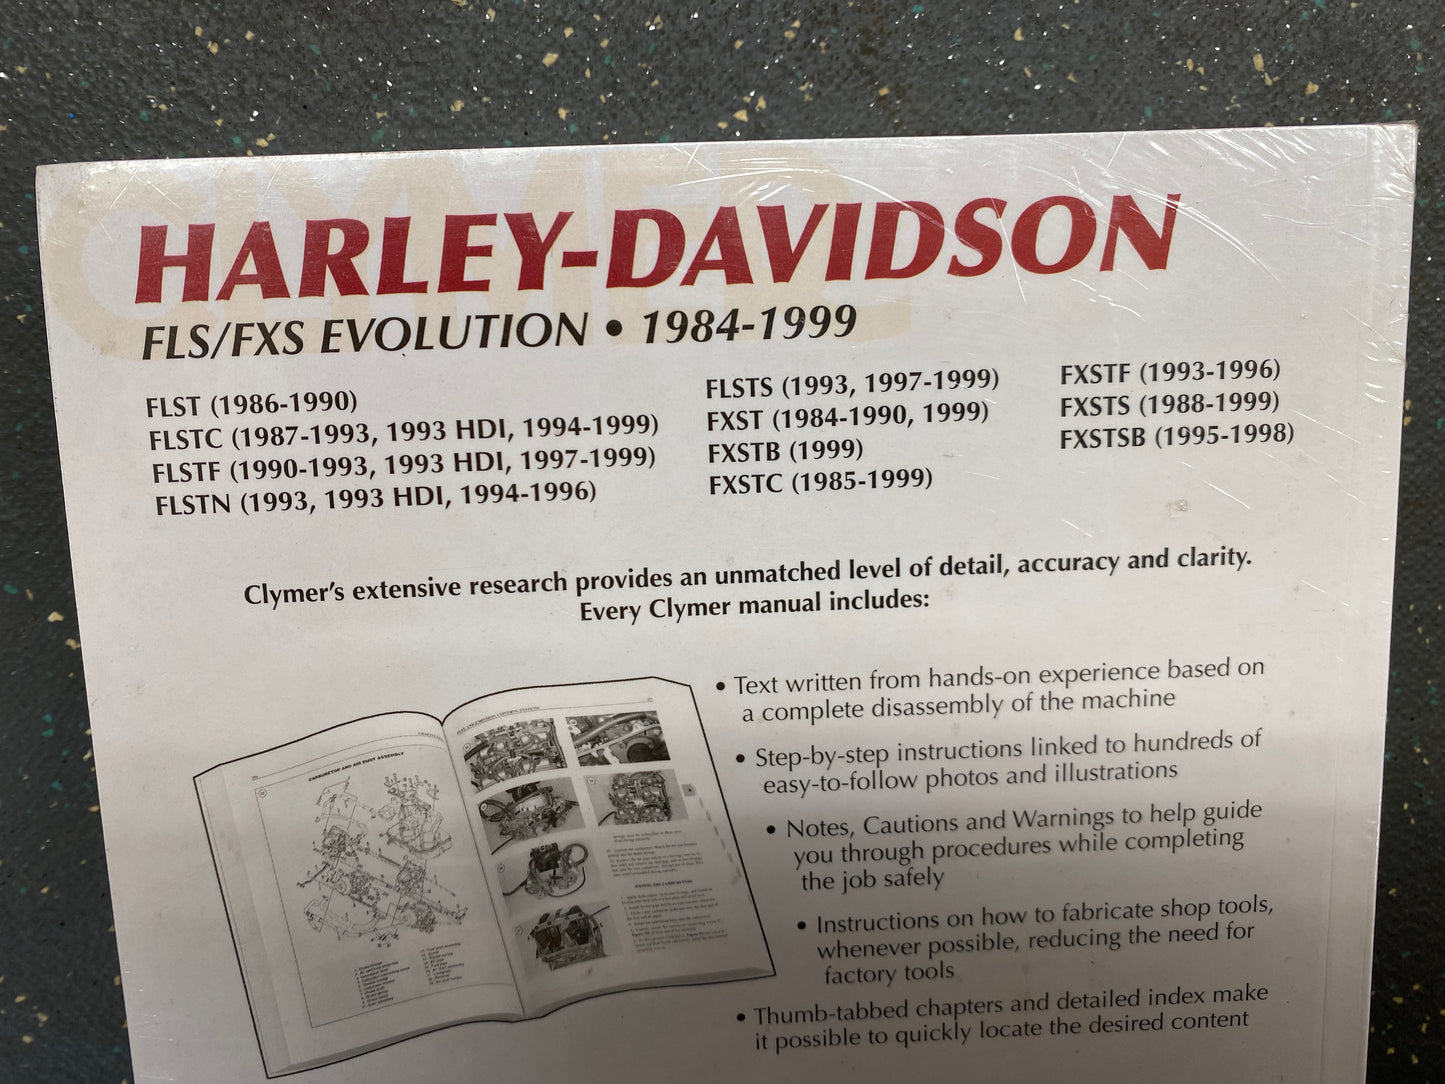 CLYMER
HARLEY-DAVIDSON
FLS/FXS EVOLUTION • 1984-1999
FLST (1986-1990)
FLSTC (1987-1993, 1993 HDI, 1994-1999)
FLSTF (1990-1993, 1993 HDI, 1997-1999)
FLSTN (1993, 1993 HDI, 1994-1996)
FLSTS (1993, 1997-1999)
FXST (1984-1990, 1999)
FXSTB (1999)
FXSTC (1985-1999)
FXSTF (1993-1996)
FXSTS (1988-1999)
FXSTSB (1995-1998)
Clymer's extensive research provides an unmatched level of detail, accuracy and clarity.
Every Clymer manual includes:
• Text written from hands-on experience based on
a complete disassembly of the machine
• Step-by-step instructions linked to hundreds of
easy-to-follow photos and illustrations
• Notes, Cautions and Warnings to help guide
you through procedures while completing
the job safely
• Instructions on how to fabricate shop tools,
whenever possible, reducing the need for
factory tools
• Thumb-tabbed chapters and detailed index make
it possible to quickly locate the desired content
CARBURETOR AND AIR DUCT ASSEMBLY